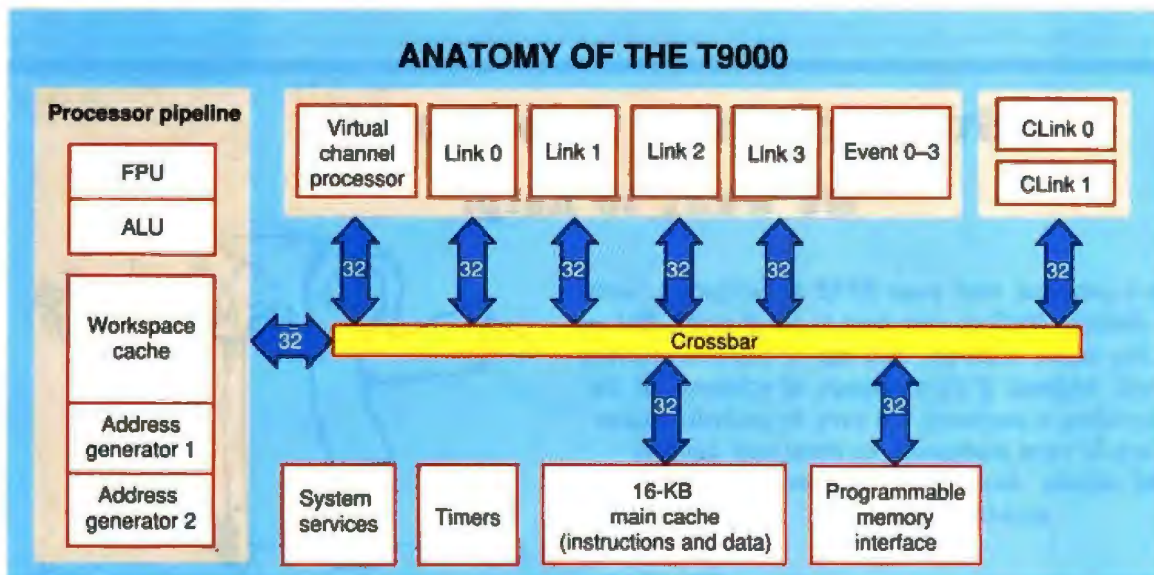 ANATOMY OF THE T9000
Processor pipeline
FPU
ALU
Workspace
cache
Address
generator 1
Address
generator 2
Virtual
channel
processor
Link 0
Link 1
Link 2
Link 3
Event 0–3
CLink 0
CLink 1
32
32
32
32
32
32
32
Crossbar
32
32
System
services
Timers
16-KB
main cache
(instructions and data)
Programmable
memory
interface